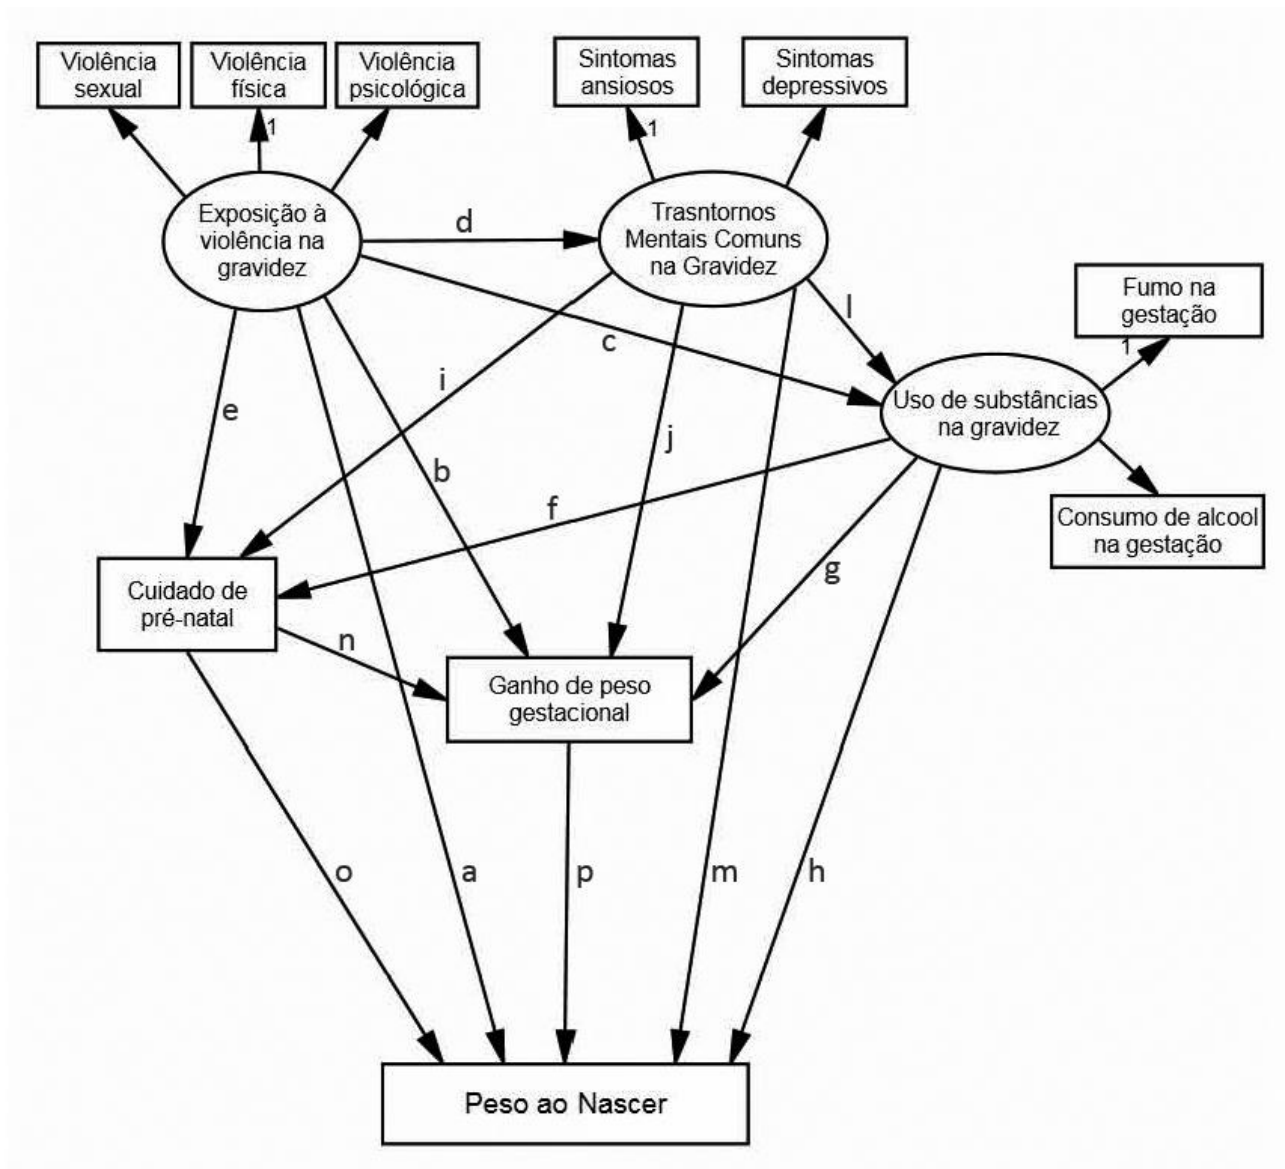 Violência
sexual
Violência
física
Violência
psicológica
Sintomas
ansiosos
Sintomas
depressivos
1
1
Exposição à
violência na
gravidez
d
Trasntornos
Mentais Comuns
na Gravidez
Fumo na
gestação
1
l
c
i
e
j
b
f
Uso de substâncias
na gravidez
Consumo de alcool
na gestação
g
Cuidado de
pré-natal
n
Ganho de peso
gestacional
o
a
p
m
h
Peso ao Nascer